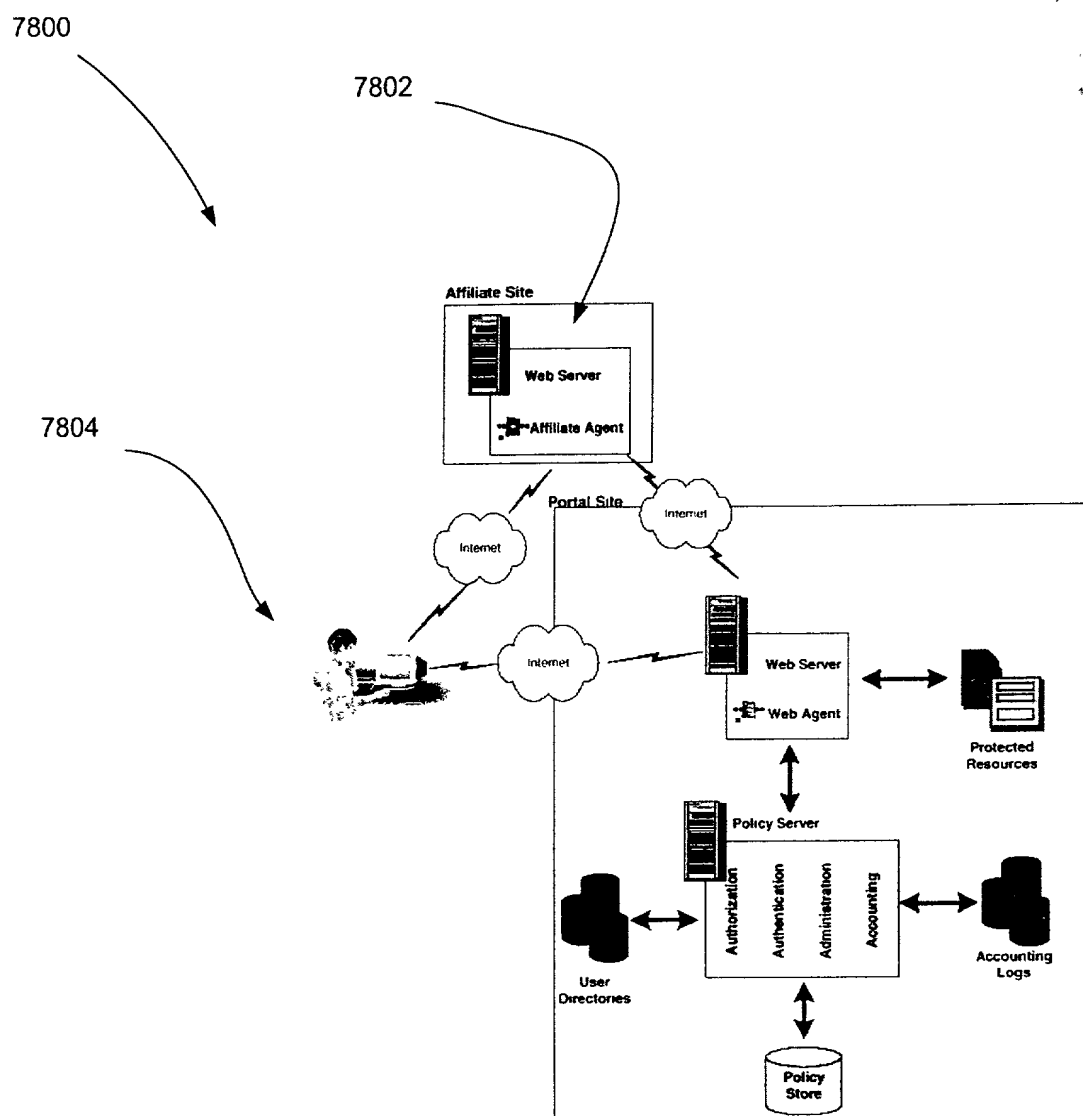 7800
7802
Affiliate Site
Web Server
Affiliate Agent
7804
Portal Site
Internet
Internet
Internet
Web Server
Web Agent
Protected
Resources
Policy Server
Authorization
Authentication
Administration
Accounting
User
Directories
Accounting
Logs
Policy
Store